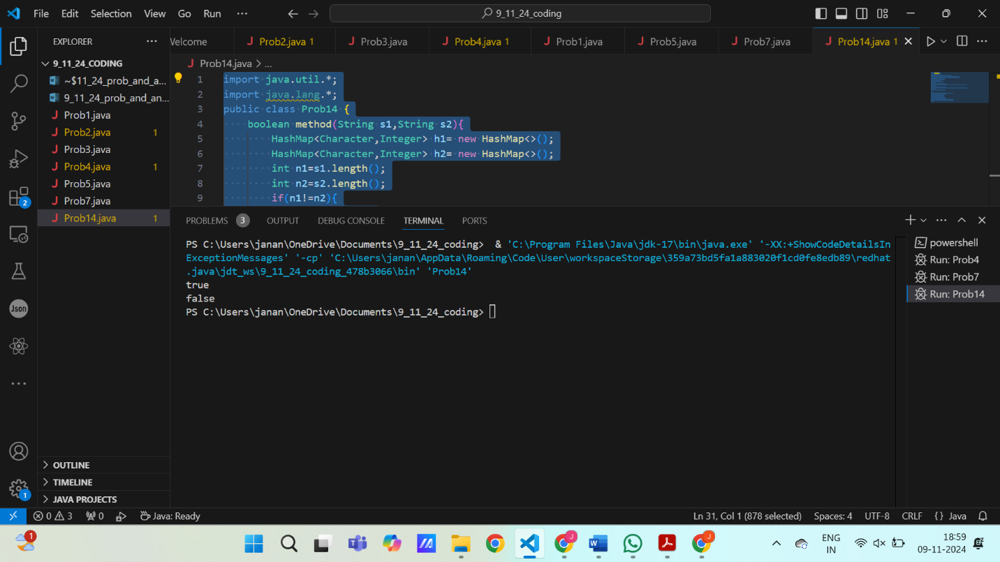 File Edit Selection View Go Run ... 9_11_24_coding
EXPLORER
Welcome Prob2.java 1 Prob3.java Prob4.java 1 Prob1.java Prob5.java Prob7.java Prob14.java 1
9_11_24_CODING
~$11_24_prob_and_a...
9_11_24_prob_and_an...
Prob1.java
Prob2.java 1
Prob3.java
Prob4.java 1
Prob5.java
Prob7.java
Prob14.java 1
OUTLINE
TIMELINE
JAVA PROJECTS
Prob14.java > ...
1 import java.util.*;
2 import java.lang.*;
3 public class Prob14 {
4 boolean method(String s1,String s2){
5 HashMap<Character,Integer> h1= new HashMap<>();
6 HashMap<Character,Integer> h2= new HashMap<>();
7 int n1=s1.length();
8 int n2=s2.length();
9 if(n1!=n2){
PROBLEMS 3 OUTPUT DEBUG CONSOLE TERMINAL PORTS
PS C:\Users\janan\OneDrive\Documents\9_11_24_coding> & 'C:\Program Files\Java\jdk-17\bin\java.exe' '-XX:+ShowCodeDetailsIn
ExceptionMessages' '-cp' 'C:\Users\janan\AppData\Roaming\Code\User\workspaceStorage\359a73bd5fa1a883020f1cd0fe8edb89\redhat
.java\jdt_ws\9_11_24_coding_478b3066\bin' 'Prob14'
true
false
PS C:\Users\janan\OneDrive\Documents\9_11_24_coding>
powershell
Run: Prob4
Run: Prob7
Run: Prob14
2
Json
1
0 3 0 Java: Ready Ln 31, Col 1 (878 selected) Spaces: 4 UTF-8 CRLF {} Java
1
J
J
ENG
IN
18:59
09-11-2024